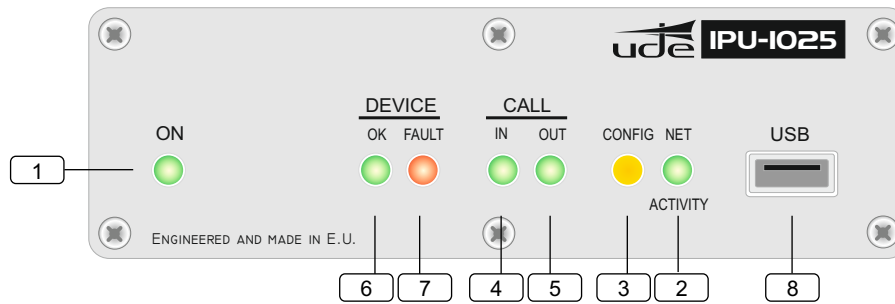 ude IPU-IO25
DEVICE CALL
ON OK FAULT IN OUT CONFIG NET USB
1
ACTIVITY
ENGINEERED AND MADE IN E.U.
6 7 4 5 3 2 8